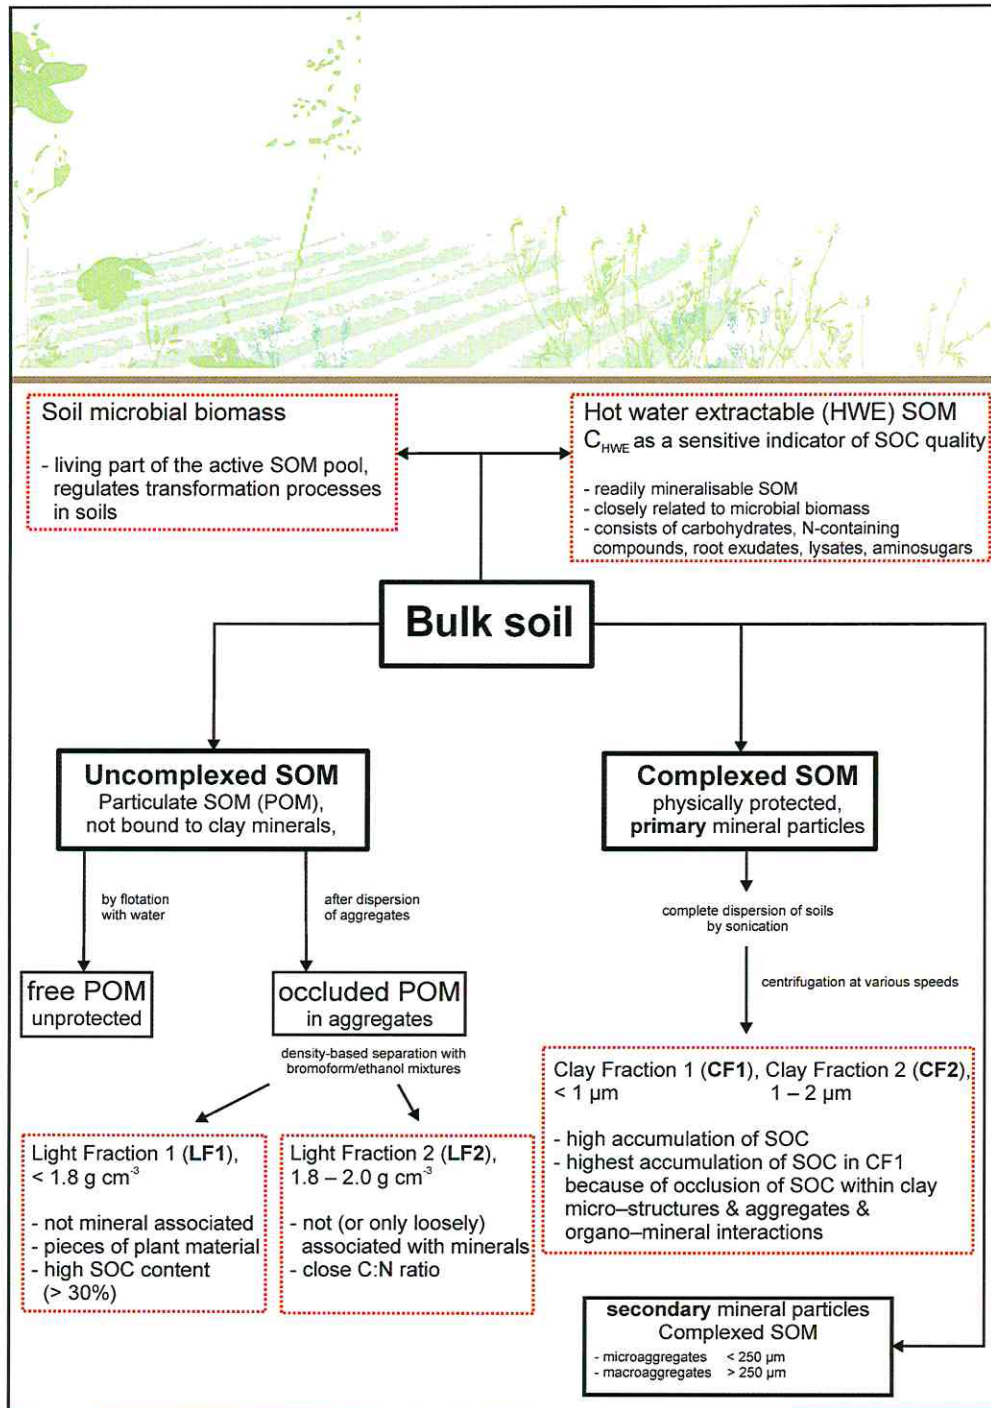 Soil microbial biomass
- living part of the active SOM pool,
regulates transformation processes
in soils
Hot water extractable (HWE) SOM
C_HWE as a sensitive indicator of SOC quality
- readily mineralisable SOM
- closely related to microbial biomass
- consists of carbohydrates, N-containing
compounds, root exudates, lysates, aminosugars
Bulk soil
Uncomplexed SOM
Particulate SOM (POM),
not bound to clay minerals,
Complexed SOM
physically protected,
primary mineral particles
by flotation
with water
after dispersion
of aggregates
complete dispersion of soils
by sonication
free POM
unprotected
occluded POM
in aggregates
centrifugation at various speeds
density-based separation with
bromoform/ethanol mixtures
Light Fraction 1 (LF1),
< 1.8 g cm⁻³
- not mineral associated
- pieces of plant material
- high SOC content
(> 30%)
Light Fraction 2 (LF2),
1.8 – 2.0 g cm⁻³
- not (or only loosely)
associated with minerals
- close C:N ratio
Clay Fraction 1 (CF1), Clay Fraction 2 (CF2),
< 1 µm 1 – 2 µm
- high accumulation of SOC
- highest accumulation of SOC in CF1
because of occlusion of SOC within clay
micro–structures & aggregates &
organo–mineral interactions
secondary mineral particles
Complexed SOM
- microaggregates < 250 µm
- macroaggregates > 250 µm